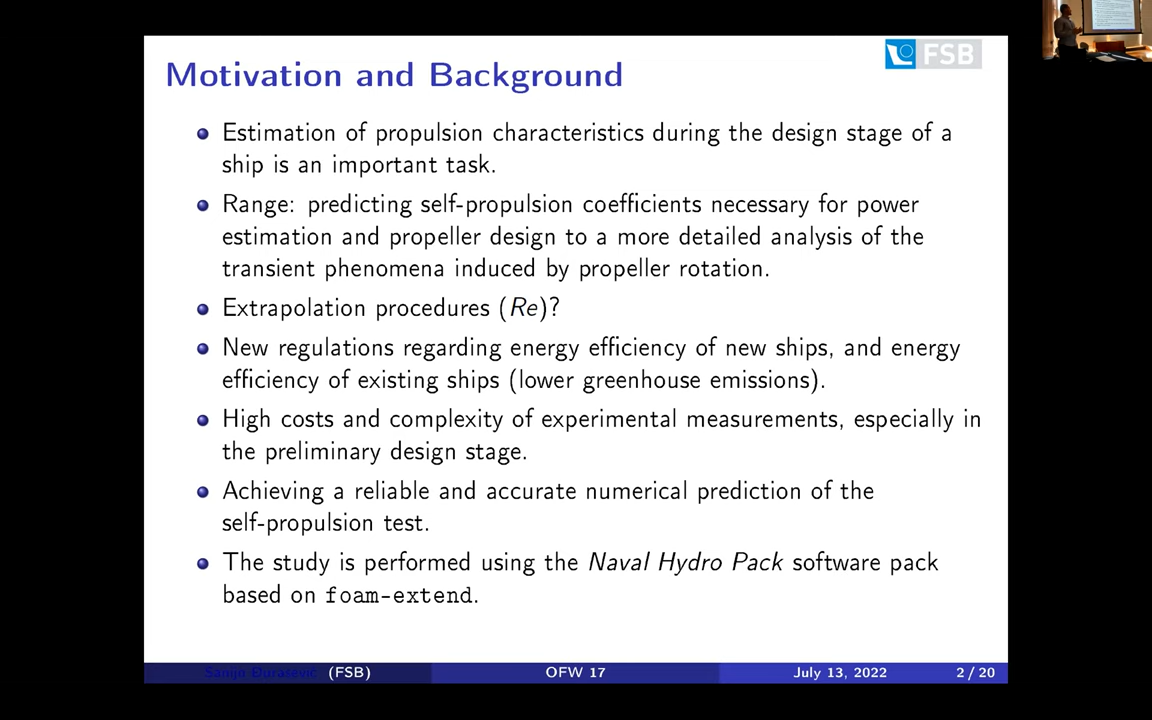 FSB
Motivation and Background
Estimation of propulsion characteristics during the design stage of a
ship is an important task.
Range: predicting self-propulsion coefficients necessary for power
estimation and propeller design to a more detailed analysis of the
transient phenomena induced by propeller rotation.
Extrapolation procedures (Re)?
New regulations regarding energy efficiency of new ships, and energy
efficiency of existing ships (lower greenhouse emissions).
High costs and complexity of experimental measurements, especially in
the preliminary design stage.
Achieving a reliable and accurate numerical prediction of the
self-propulsion test.
The study is performed using the Naval Hydro Pack software pack
based on foam-extend.
(FSB) OFW 17 July 13, 2022 2 / 20